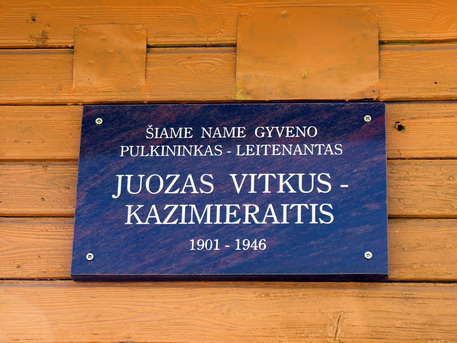 ŠIAME NAME GYVENO
PULKININKAS - LEITENANTAS
JUOZAS VITKUS -
KAZIMIERAITIS
1901 - 1946